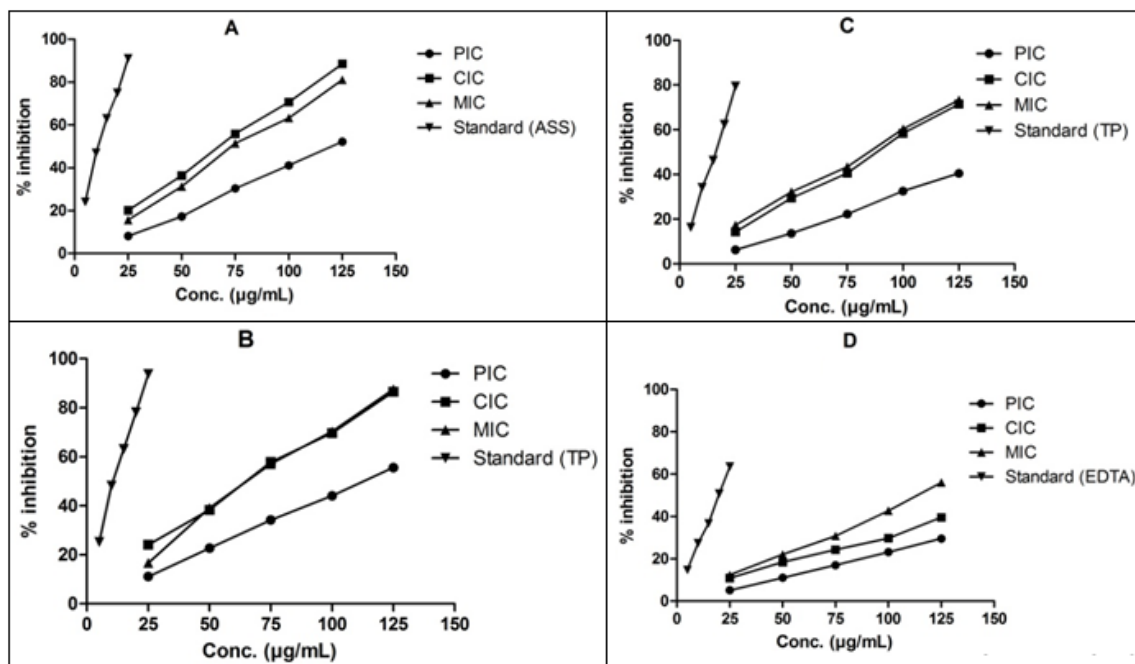 A
100
80
60
40
20
0
% inhibition
0 25 50 75 100 125 150
Conc. (µg/mL)
PIC
CIC
MIC
Standard (ASS)
C
100
80
60
40
20
0
% inhibition
0 25 50 75 100 125 150
Conc. (µg/mL)
PIC
CIC
MIC
Standard (TP)
B
100
80
60
40
20
0
% inhibition
0 25 50 75 100 125 150
Conc. (µg/mL)
PIC
CIC
MIC
Standard (TP)
D
100
80
60
40
20
0
% inhibition
0 25 50 75 100 125 150
Conc. (µg/mL)
PIC
CIC
MIC
Standard (EDTA)